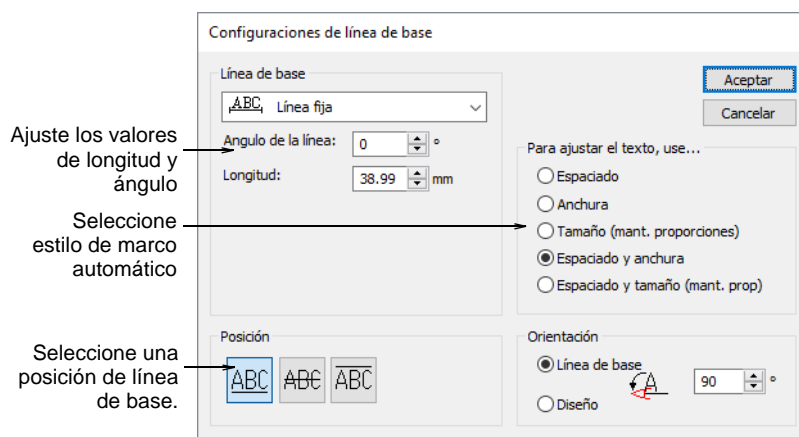 Configuraciones de línea de base
Línea de base
ABC Línea fija
Angulo de la línea: 0 °
Longitud: 38.99 mm
Aceptar
Cancelar
Para ajustar el texto, use...
Espaciado
Anchura
Tamaño (mant. proporciones)
Espaciado y anchura
Espaciado y tamaño (mant. prop)
Posición
ABC ABC ABC
Orientación
Línea de base
A 90 °
Diseño
Ajuste los valores
de longitud y
ángulo
Seleccione
estilo de marco
automático
Seleccione una
posición de línea
de base.